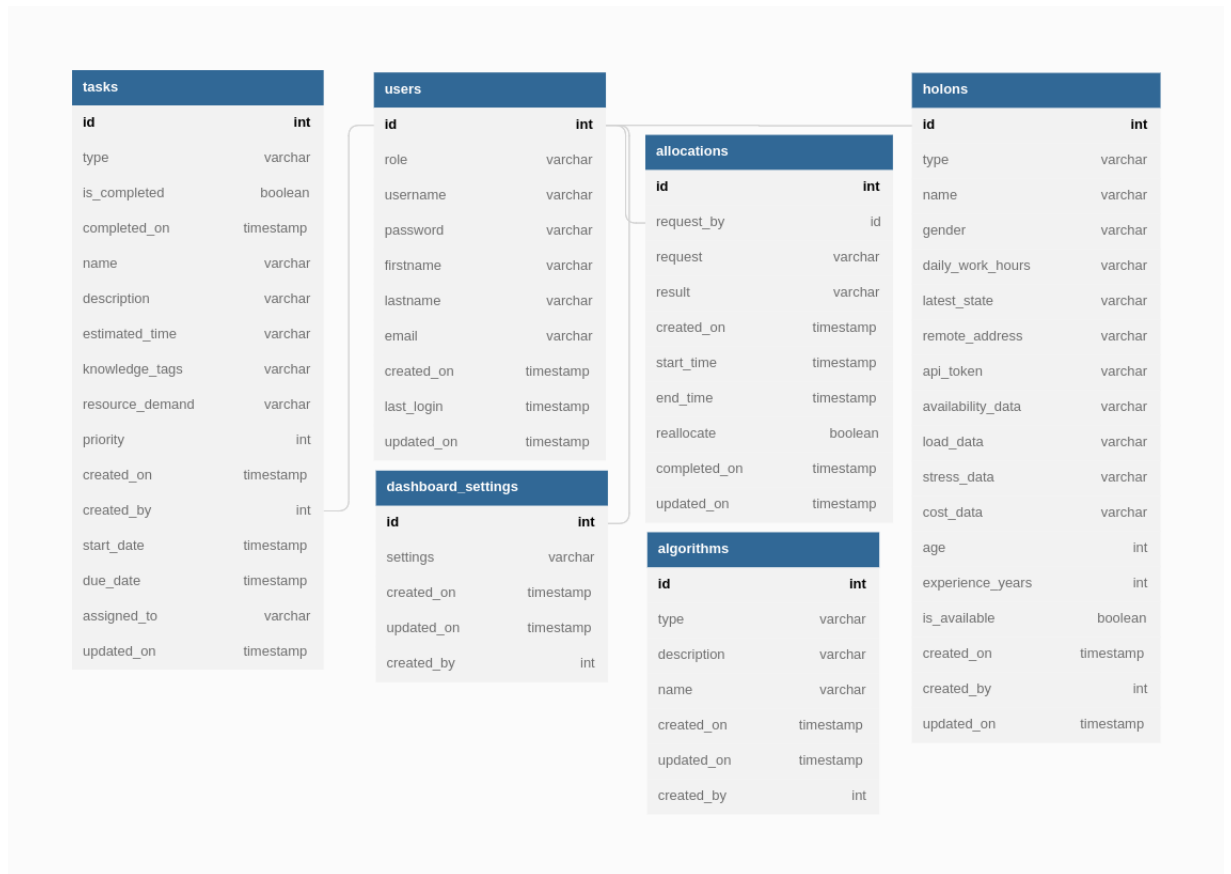 tasks
id int
type varchar
is_completed boolean
completed_on timestamp
name varchar
description varchar
estimated_time varchar
knowledge_tags varchar
resource_demand varchar
priority int
created_on timestamp
created_by int
start_date timestamp
due_date timestamp
assigned_to varchar
updated_on timestamp
users
id int
role varchar
username varchar
password varchar
firstname varchar
lastname varchar
email varchar
created_on timestamp
last_login timestamp
updated_on timestamp
dashboard_settings
id int
settings varchar
created_on timestamp
updated_on timestamp
created_by int
allocations
id int
request_by id
request varchar
result varchar
created_on timestamp
start_time timestamp
end_time timestamp
reallocate boolean
completed_on timestamp
updated_on timestamp
algorithms
id int
type varchar
description varchar
name varchar
created_on timestamp
updated_on timestamp
created_by int
holons
id int
type varchar
name varchar
gender varchar
daily_work_hours varchar
latest_state varchar
remote_address varchar
api_token varchar
availability_data varchar
load_data varchar
stress_data varchar
cost_data varchar
age int
experience_years int
is_available boolean
created_on timestamp
created_by int
updated_on timestamp